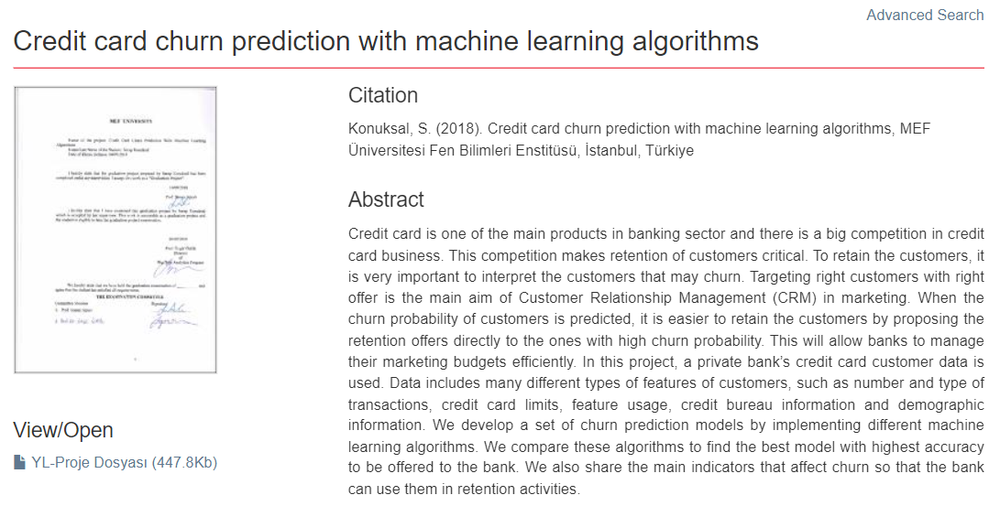 Advanced Search
Credit card churn prediction with machine learning algorithms
MEF UNIVERSITY
THE EXAMINATION COMMITTEE
View/Open
YL-Proje Dosyası (447.8Kb)
Citation
Konuksal, S. (2018). Credit card churn prediction with machine learning algorithms, MEF
Üniversitesi Fen Bilimleri Enstitüsü, İstanbul, Türkiye
Abstract
Credit card is one of the main products in banking sector and there is a big competition in credit
card business. This competition makes retention of customers critical. To retain the customers, it
is very important to interpret the customers that may churn. Targeting right customers with right
offer is the main aim of Customer Relationship Management (CRM) in marketing. When the
churn probability of customers is predicted, it is easier to retain the customers by proposing the
retention offers directly to the ones with high churn probability. This will allow banks to manage
their marketing budgets efficiently. In this project, a private bank’s credit card customer data is
used. Data includes many different types of features of customers, such as number and type of
transactions, credit card limits, feature usage, credit bureau information and demographic
information. We develop a set of churn prediction models by implementing different machine
learning algorithms. We compare these algorithms to find the best model with highest accuracy
to be offered to the bank. We also share the main indicators that affect churn so that the bank
can use them in retention activities.